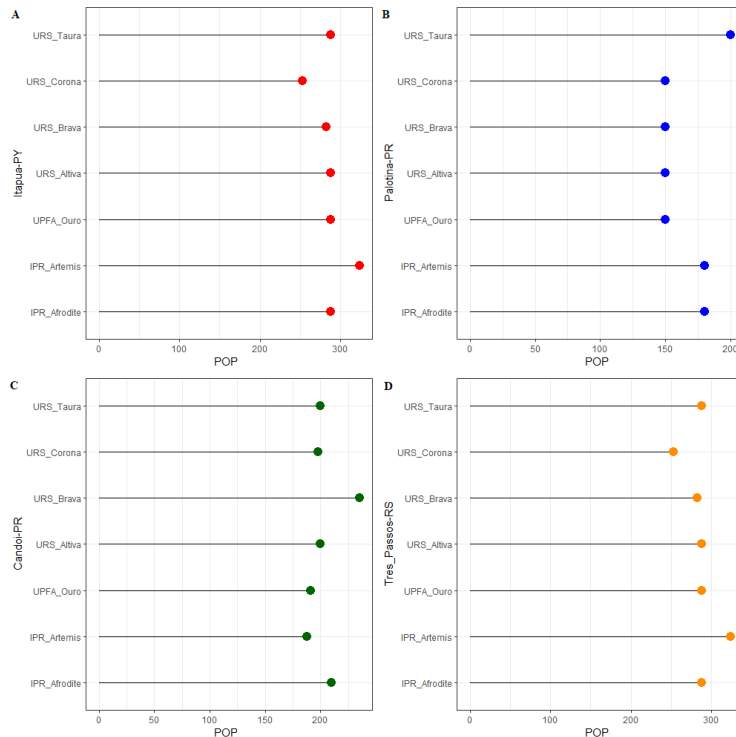 A
URS_Taura
URS_Corona
URS_Brava
URS_Altiva
UPFA_Ouro
IPR_Artemis
IPR_Afrodite
Itapua-PY
0 100 200 300
POP
B
URS_Taura
URS_Corona
URS_Brava
URS_Altiva
UPFA_Ouro
IPR_Artemis
IPR_Afrodite
Palotina-PR
0 50 100 150 200
POP
C
URS_Taura
URS_Corona
URS_Brava
URS_Altiva
UPFA_Ouro
IPR_Artemis
IPR_Afrodite
Candoi-PR
0 100 200
POP
D
URS_Taura
URS_Corona
URS_Brava
URS_Altiva
UPFA_Ouro
IPR_Artemis
IPR_Afrodite
Tres_Passos-RS
0 100 200 300
POP